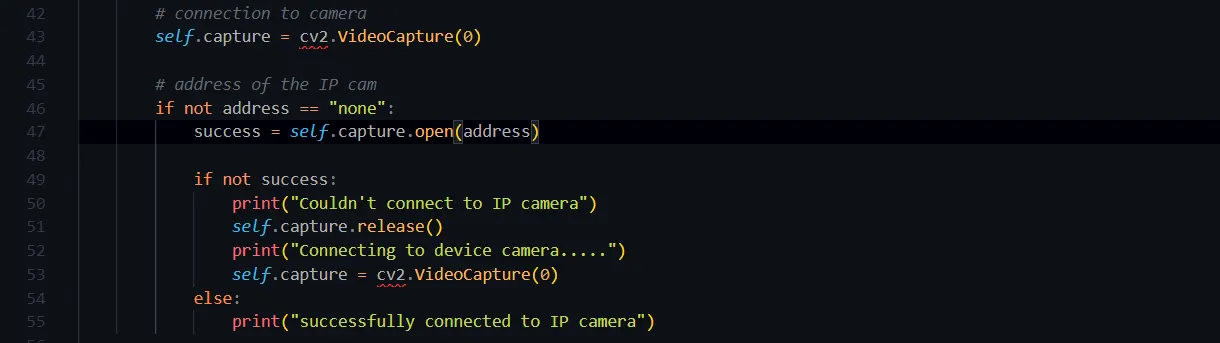 42 # connection to camera
43 self.capture = cv2.VideoCapture(0)
44
45 # address of the IP cam
46 if not address == "none":
47 success = self.capture.open(address)
48
49 if not success:
50 print("Couldn't connect to IP camera")
51 self.capture.release()
52 print("Connecting to device camera.....")
53 self.capture = cv2.VideoCapture(0)
54 else:
55 print("successfully connected to IP camera")